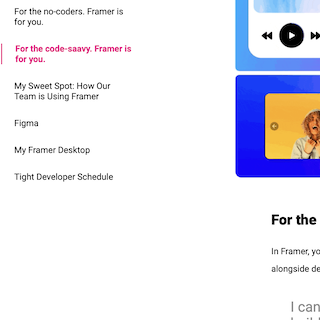 For the no-coders. Framer is
for you.
For the code-saavy. Framer is
for you.
My Sweet Spot: How Our
Team is Using Framer
Figma
My Framer Desktop
Tight Developer Schedule
For the
In Framer, yo
alongside de
I can